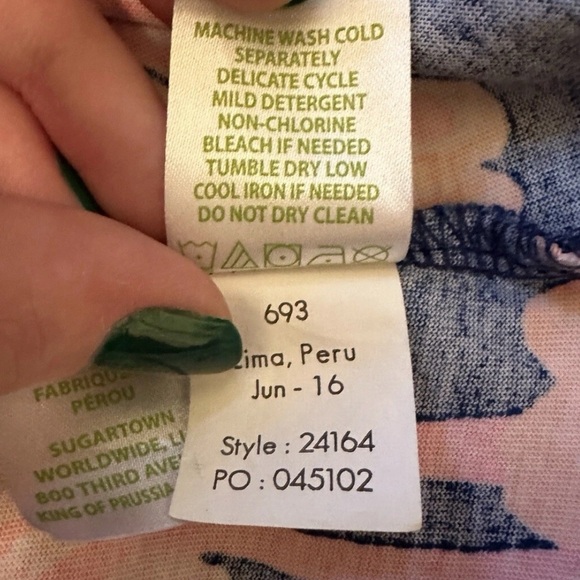 MACHINE WASH COLD
SEPARATELY
DELICATE CYCLE
MILD DETERGENT
NON-CHLORINE
BLEACH IF NEEDED
TUMBLE DRY LOW
COOL IRON IF NEEDED
DO NOT DRY CLEAN
693
Lima, Peru
Jun - 16
Style : 24164
PO : 045102
PÉROU
SUGARTOWN
WORLDWIDE,
800 THIRD AVE
KING OF PRUSSIA